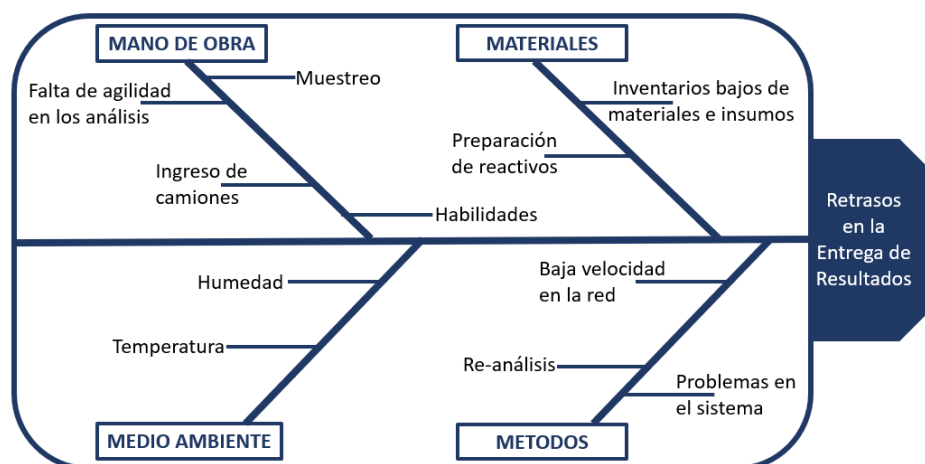 MANO DE OBRA
MATERIALES
Muestreo
Falta de agilidad
en los análisis
Ingreso de
camiones
Habilidades
Inventarios bajos de
materiales e insumos
Preparación
de reactivos
Retrasos
en la
Entrega de
Resultados
Humedad
Temperatura
Baja velocidad
en la red
Re-análisis
Problemas en
el sistema
MEDIO AMBIENTE
METODOS